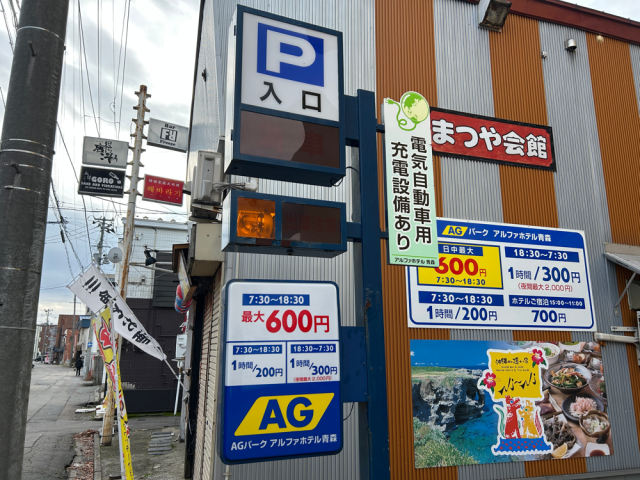 P
入口
電気自動車用
充電設備あり
アルファホテル青森
まつや会館
AG パーク アルファホテル青森
日中最大
600円
7:30〜18:30
18:30〜7:30
1時間/300円
(夜間最大2,000円)
7:30〜18:30
1時間/200円
ホテルご宿泊 15:00〜11:00
700円
7:30〜18:30
最大600円
7:30〜18:30
1時間/200円
18:30〜7:30
1時間/300円
(夜間最大2,000円)
AG
AGパーク アルファホテル青森
GORO